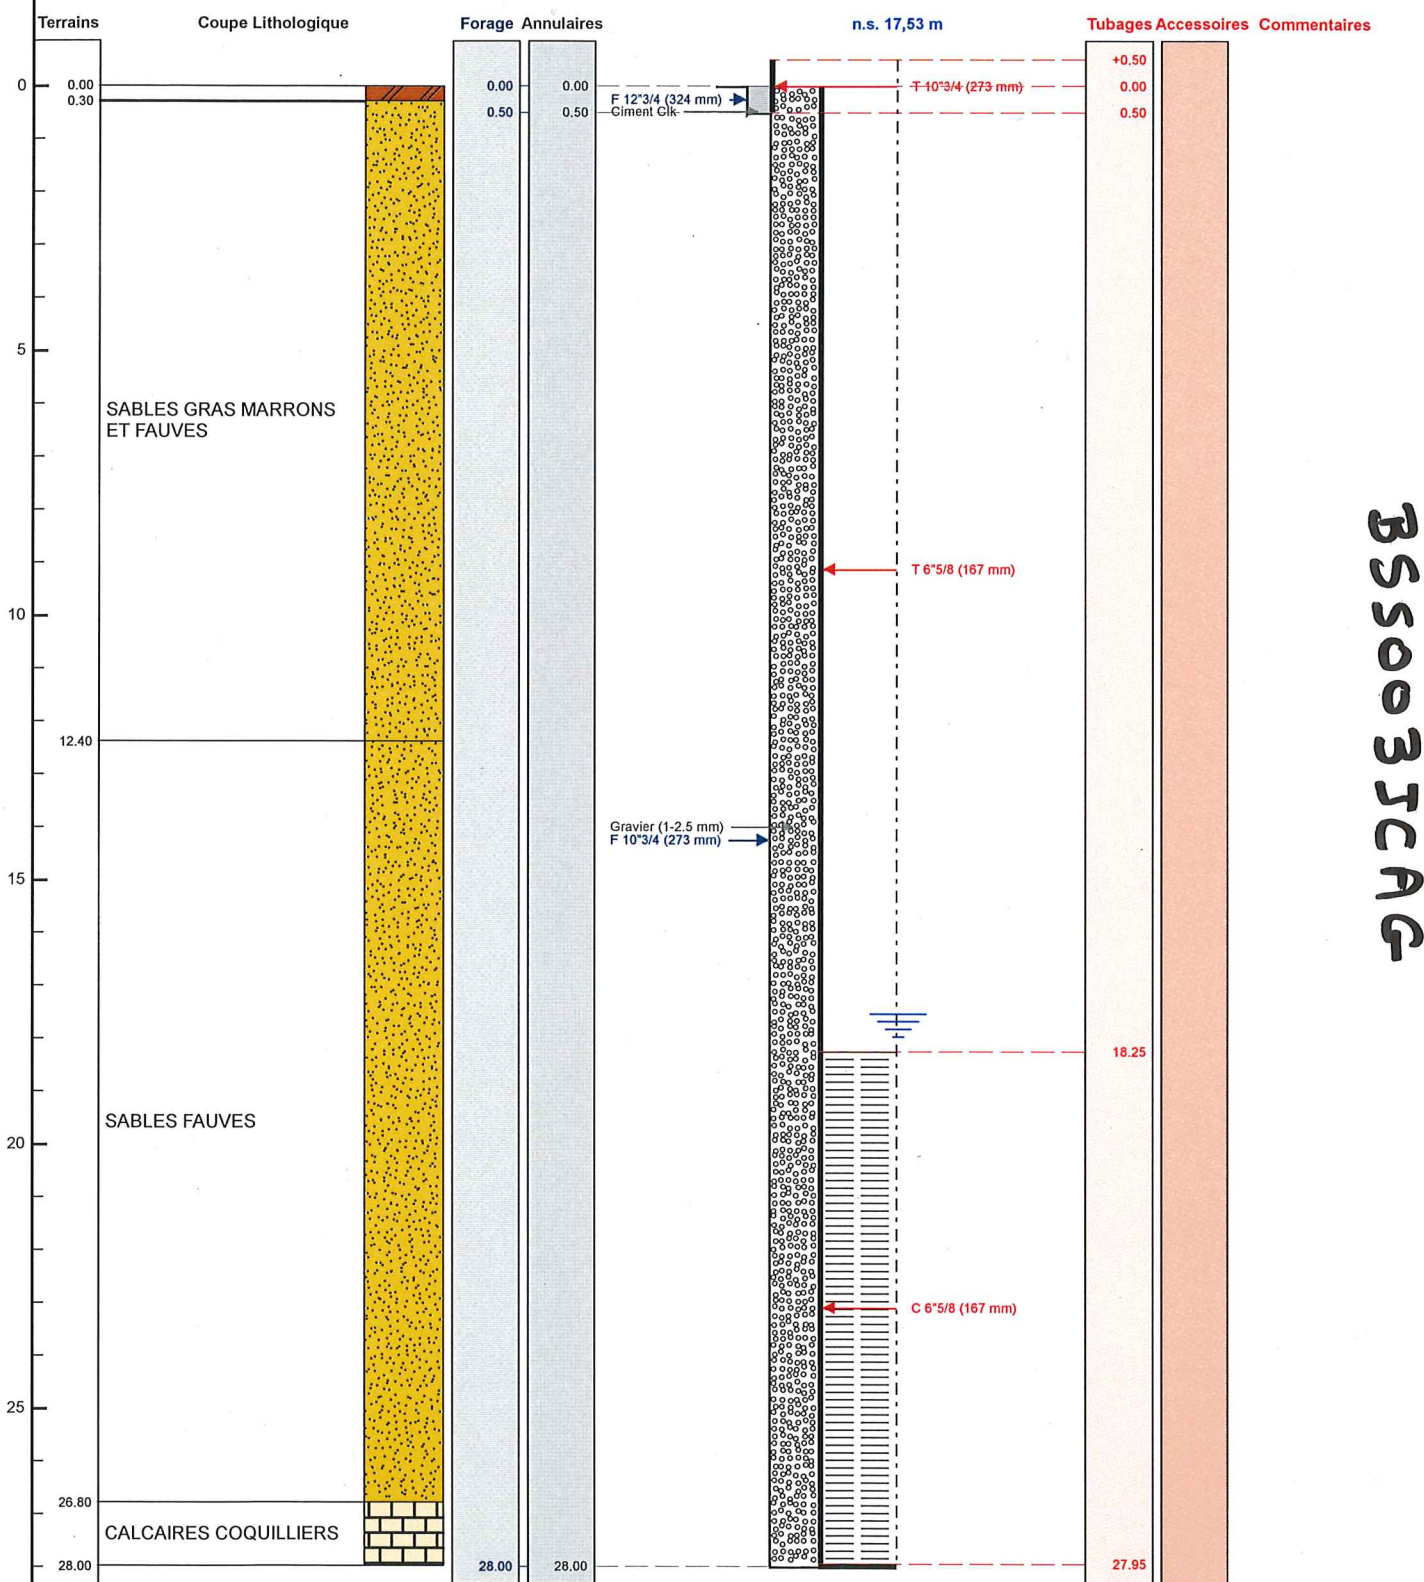 Terrains Coupe Lithologique Forage Annulaires n.s. 17,53 m Tubages Accessoires Commentaires
+0.50
0 0.00 0.00 0.00 T 10"3/4 (273 mm) 0.00
0.30 F 12"3/4 (324 mm)
0.50 0.50 Ciment Clk 0.50
5
SABLES GRAS MARRONS
ET FAUVES
T 6"5/8 (167 mm)
10
12.40
Gravier (1-2.5 mm)
F 10"3/4 (273 mm)
15
18.25
SABLES FAUVES
20
C 6"5/8 (167 mm)
25
26.80
CALCAIRES COQUILLIERS
28.00 28.00 28.00 27.95
BSS003JCAG